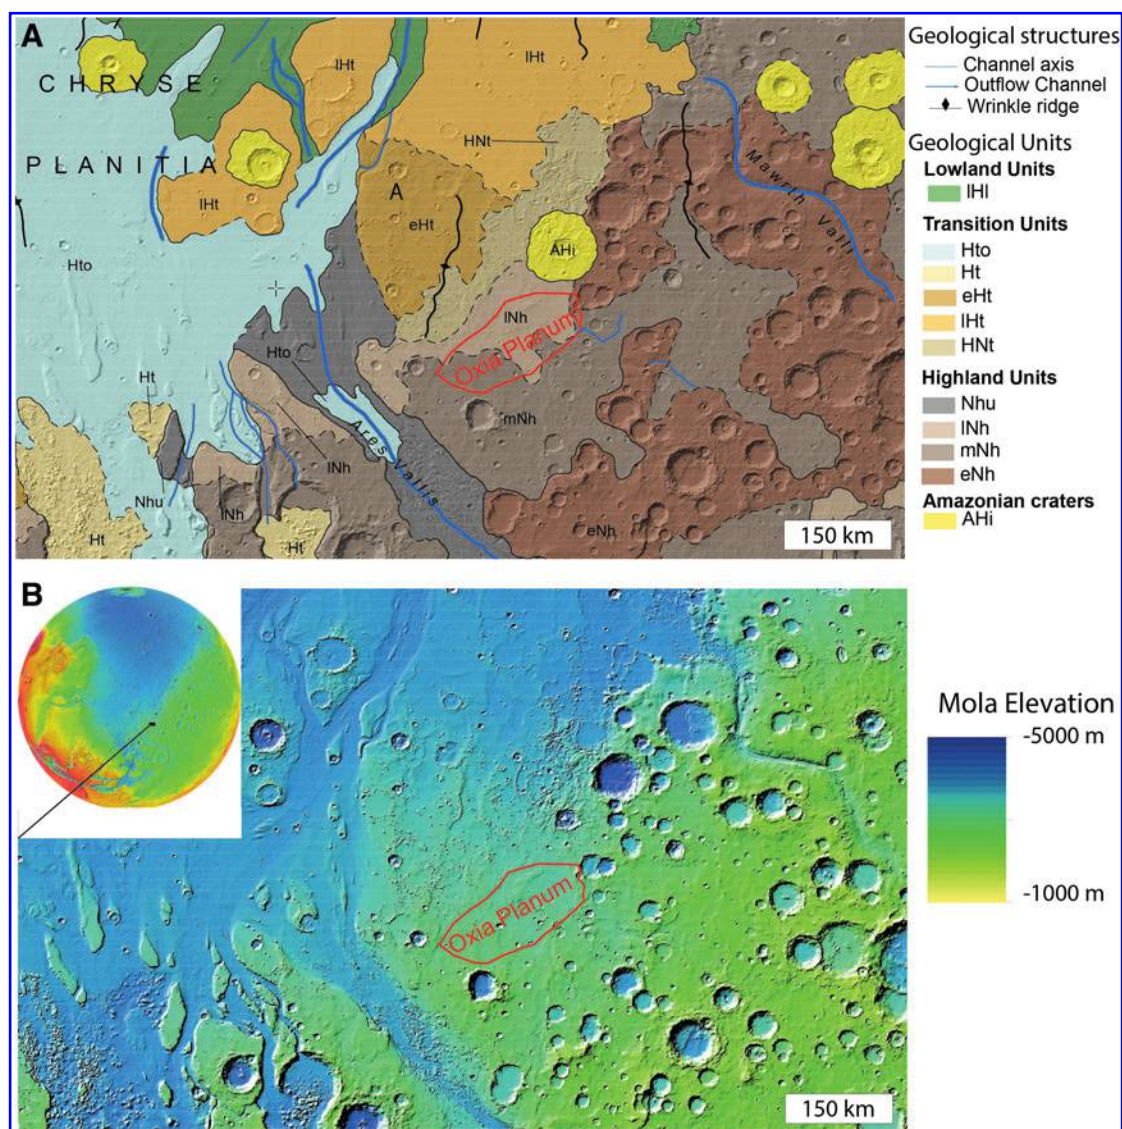 A
CHRYSE
PLANITIA
lHt
lHt
HNt
lHt
A
eHt
AHi
Hto
lNh
Oxia Planum
Mawrth Valli
Hto
Ht
mNh
Ares Vallis
lNh
Nhu
lNh
Ht
Ht
eNh
150 km
Geological structures
Channel axis
Outflow Channel
Wrinkle ridge
Geological Units
Lowland Units
lHl
Transition Units
Hto
Ht
eHt
lHt
HNt
Highland Units
Nhu
lNh
mNh
eNh
Amazonian craters
AHi
B
Oxia Planum
150 km
Mola Elevation
-5000 m
-1000 m